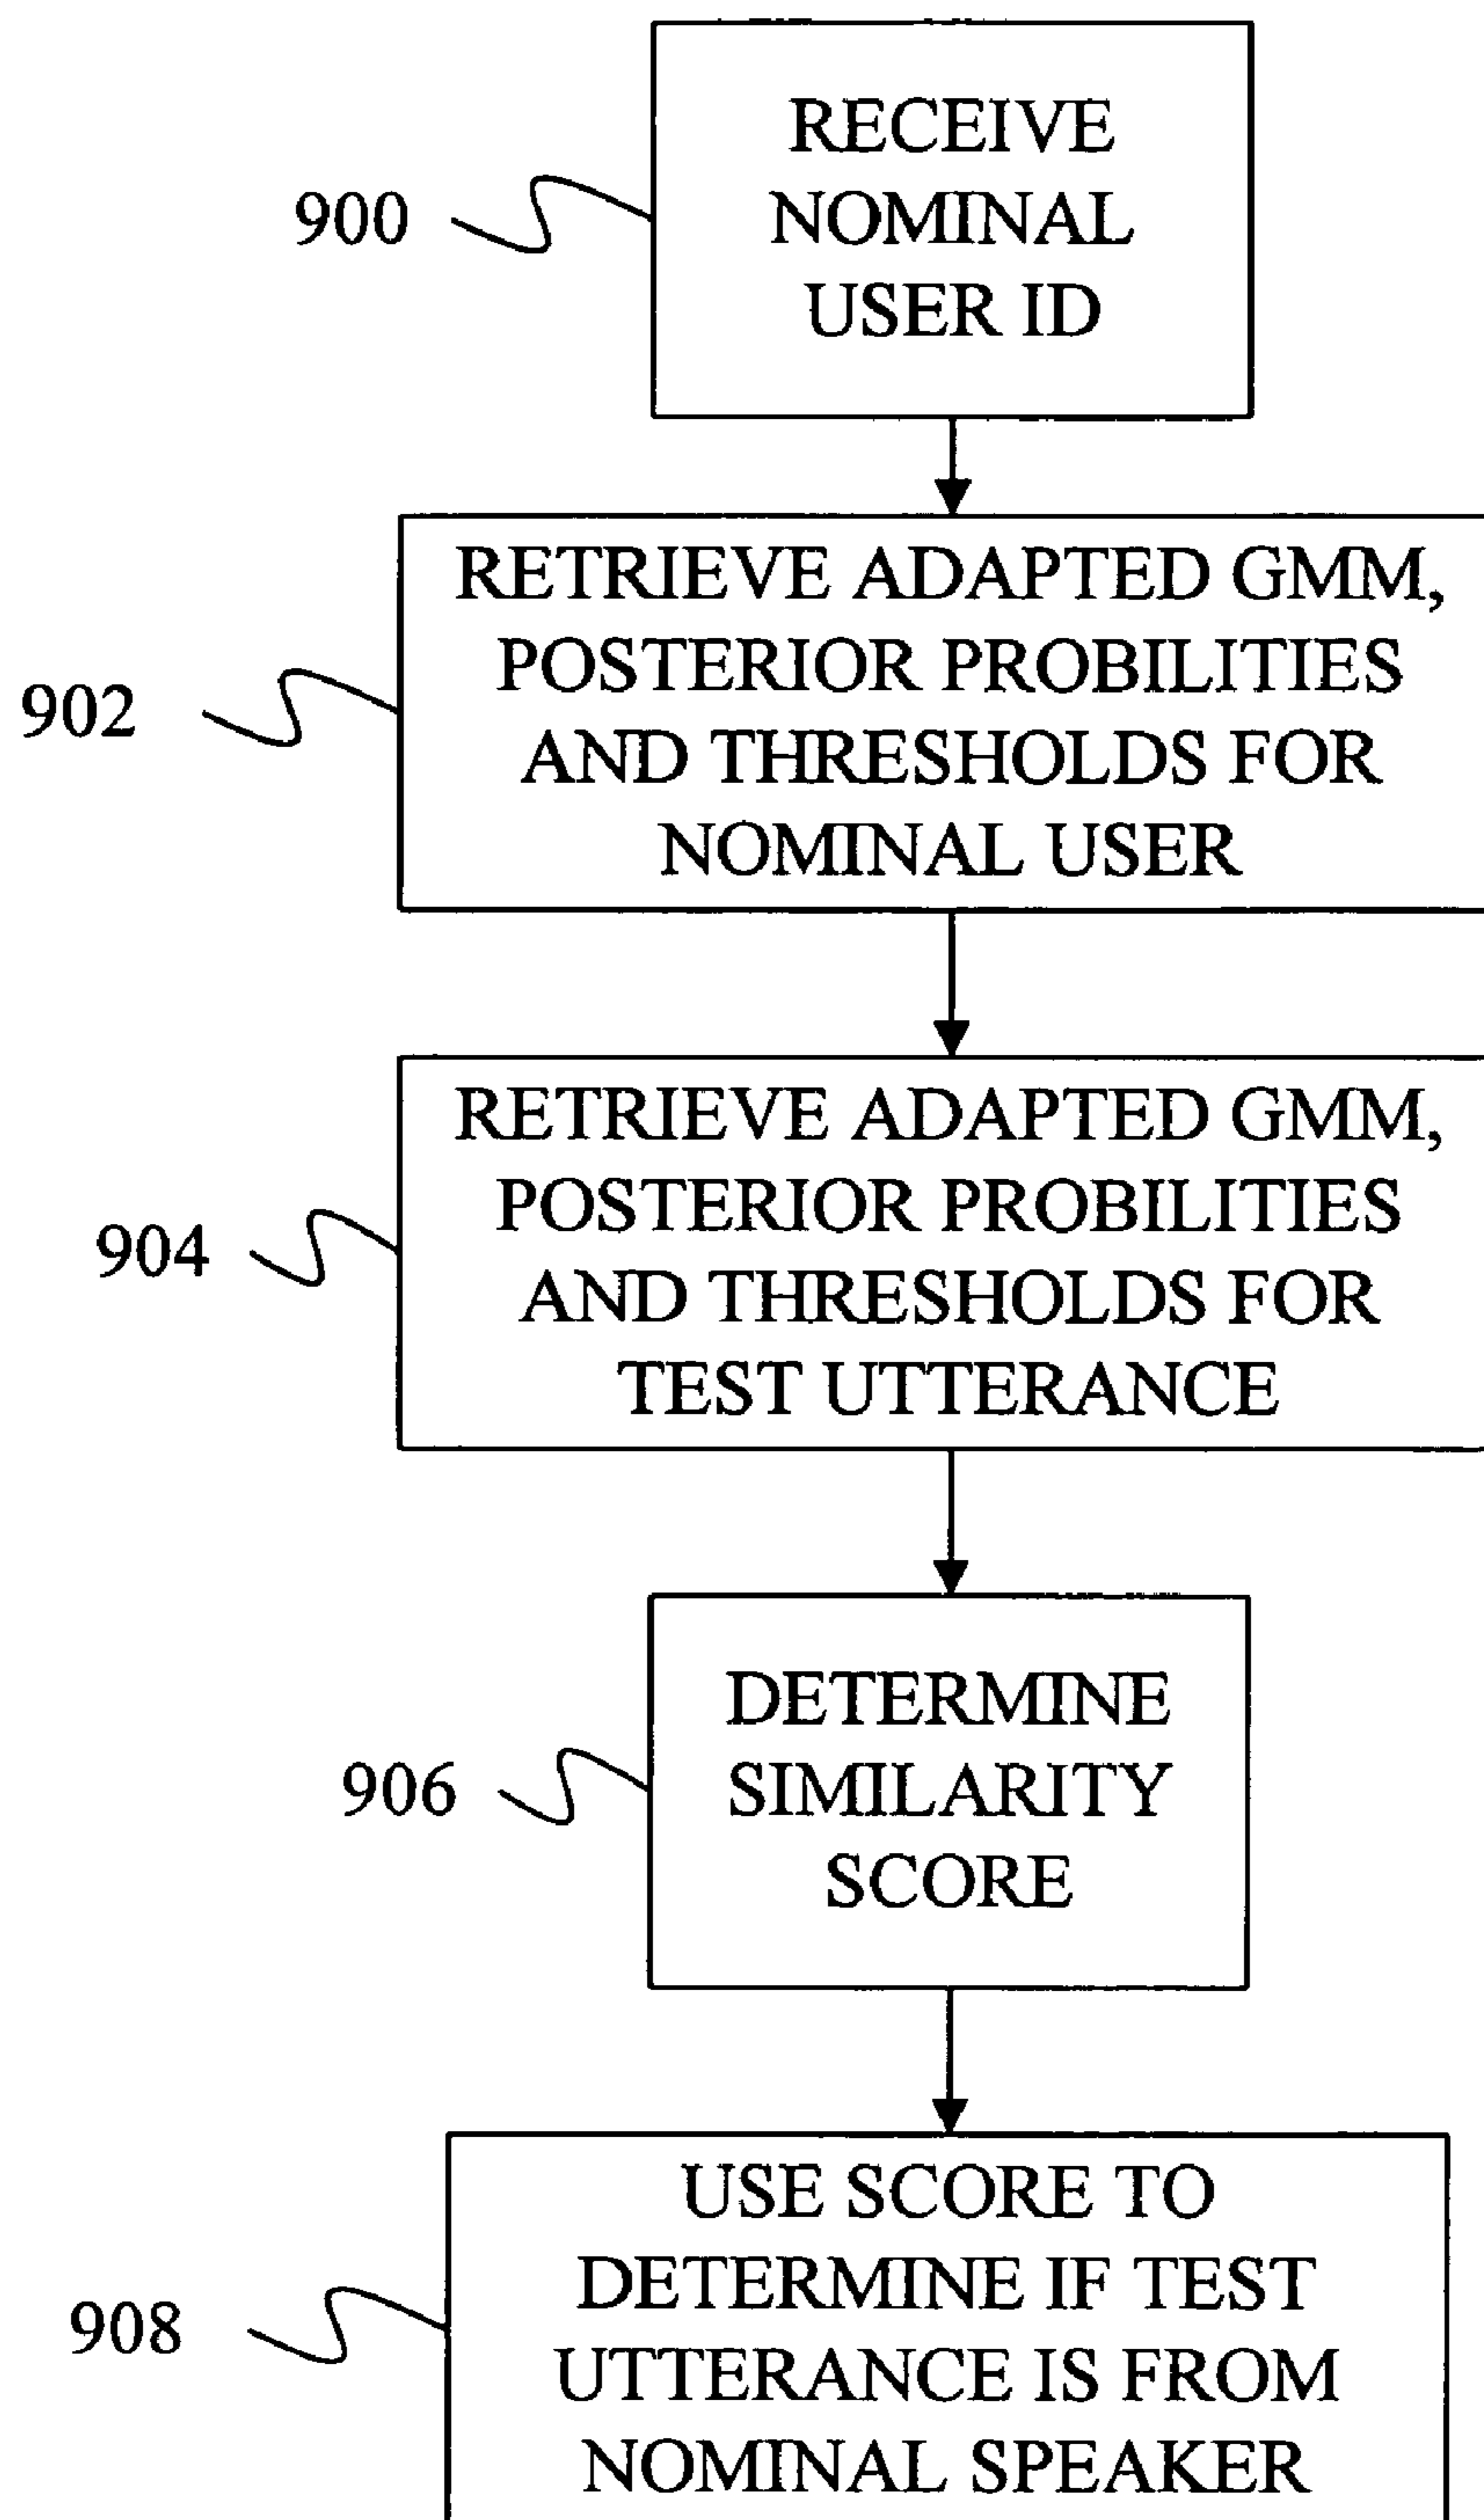 RECEIVE
NOMINAL
USER ID
900
RETRIEVE ADAPTED GMM,
POSTERIOR PROBILITIES
AND THRESHOLDS FOR
NOMINAL USER
902
RETRIEVE ADAPTED GMM,
POSTERIOR PROBILITIES
AND THRESHOLDS FOR
TEST UTTERANCE
904
DETERMINE
SIMILARITY
SCORE
906
USE SCORE TO
DETERMINE IF TEST
UTTERANCE IS FROM
NOMINAL SPEAKER
908